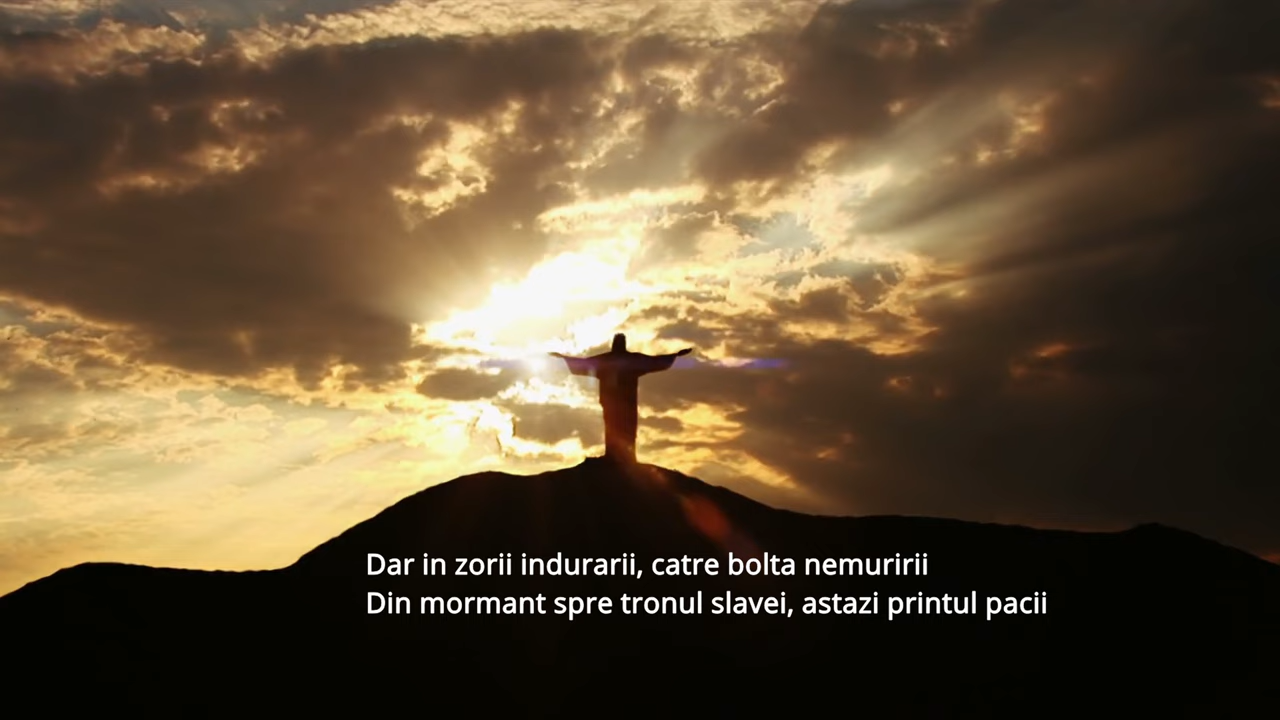 Dar in zorii indurarii, catre bolta nemuririi
Din mormant spre tronul slavei, astazi printul pacii